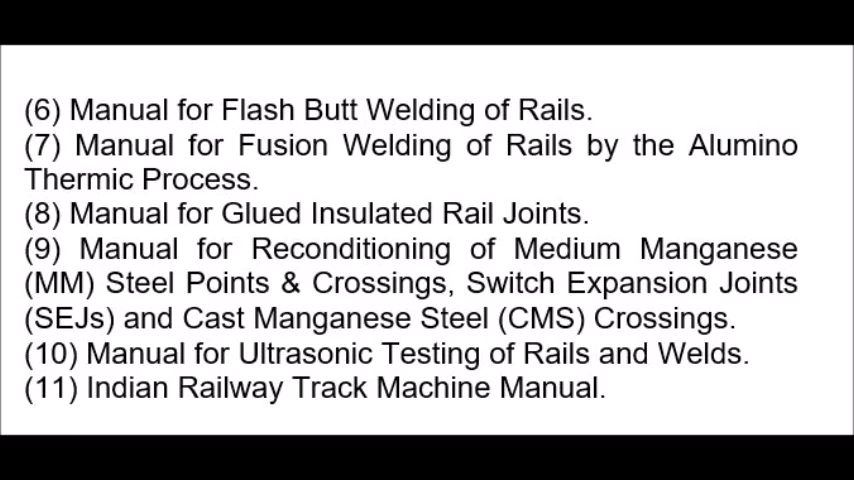 (6) Manual for Flash Butt Welding of Rails.
(7) Manual for Fusion Welding of Rails by the Alumino
Thermic Process.
(8) Manual for Glued Insulated Rail Joints.
(9) Manual for Reconditioning of Medium Manganese
(MM) Steel Points & Crossings, Switch Expansion Joints
(SEJs) and Cast Manganese Steel (CMS) Crossings.
(10) Manual for Ultrasonic Testing of Rails and Welds.
(11) Indian Railway Track Machine Manual.